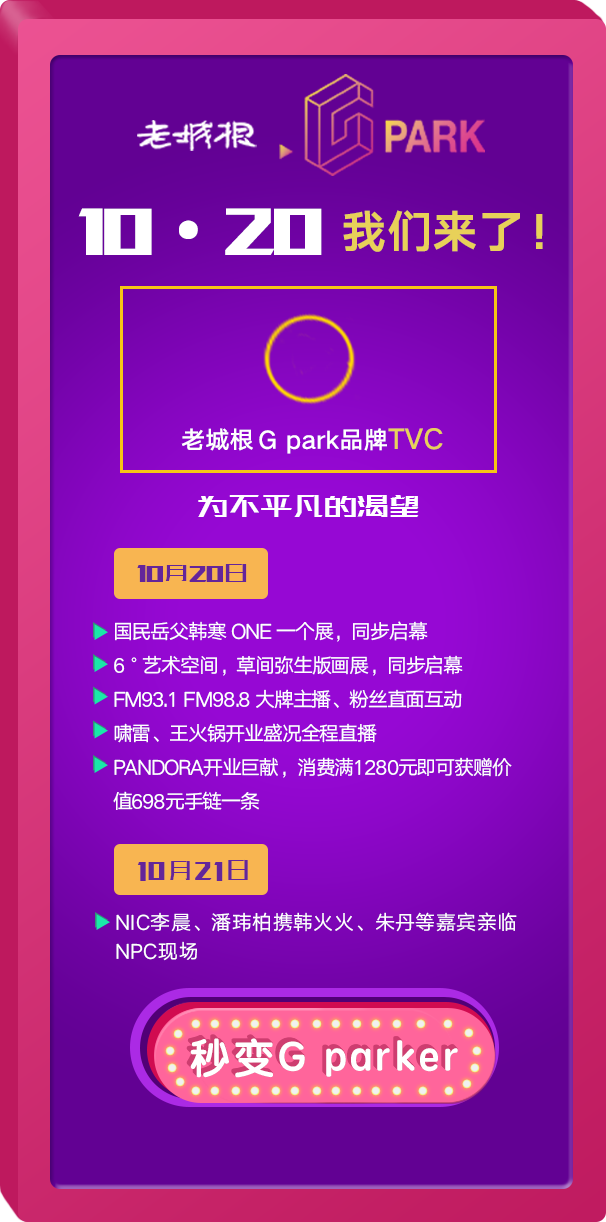 老城根
PARK
10·20 我们来了!
老城根 G park品牌TVC
为不平凡的渴望
10月20日
国民岳父韩寒 ONE 一个展，同步启幕
6°艺术空间，草间弥生版画展，同步启幕
FM93.1 FM98.8 大牌主播、粉丝直面互动
啸雷、王火锅开业盛况全程直播
PANDORA开业巨献，消费满1280元即可获赠价
值698元手链一条
10月21日
NIC李晨、潘玮柏携韩火火、朱丹等嘉宾亲临
NPC现场
秒变G parker